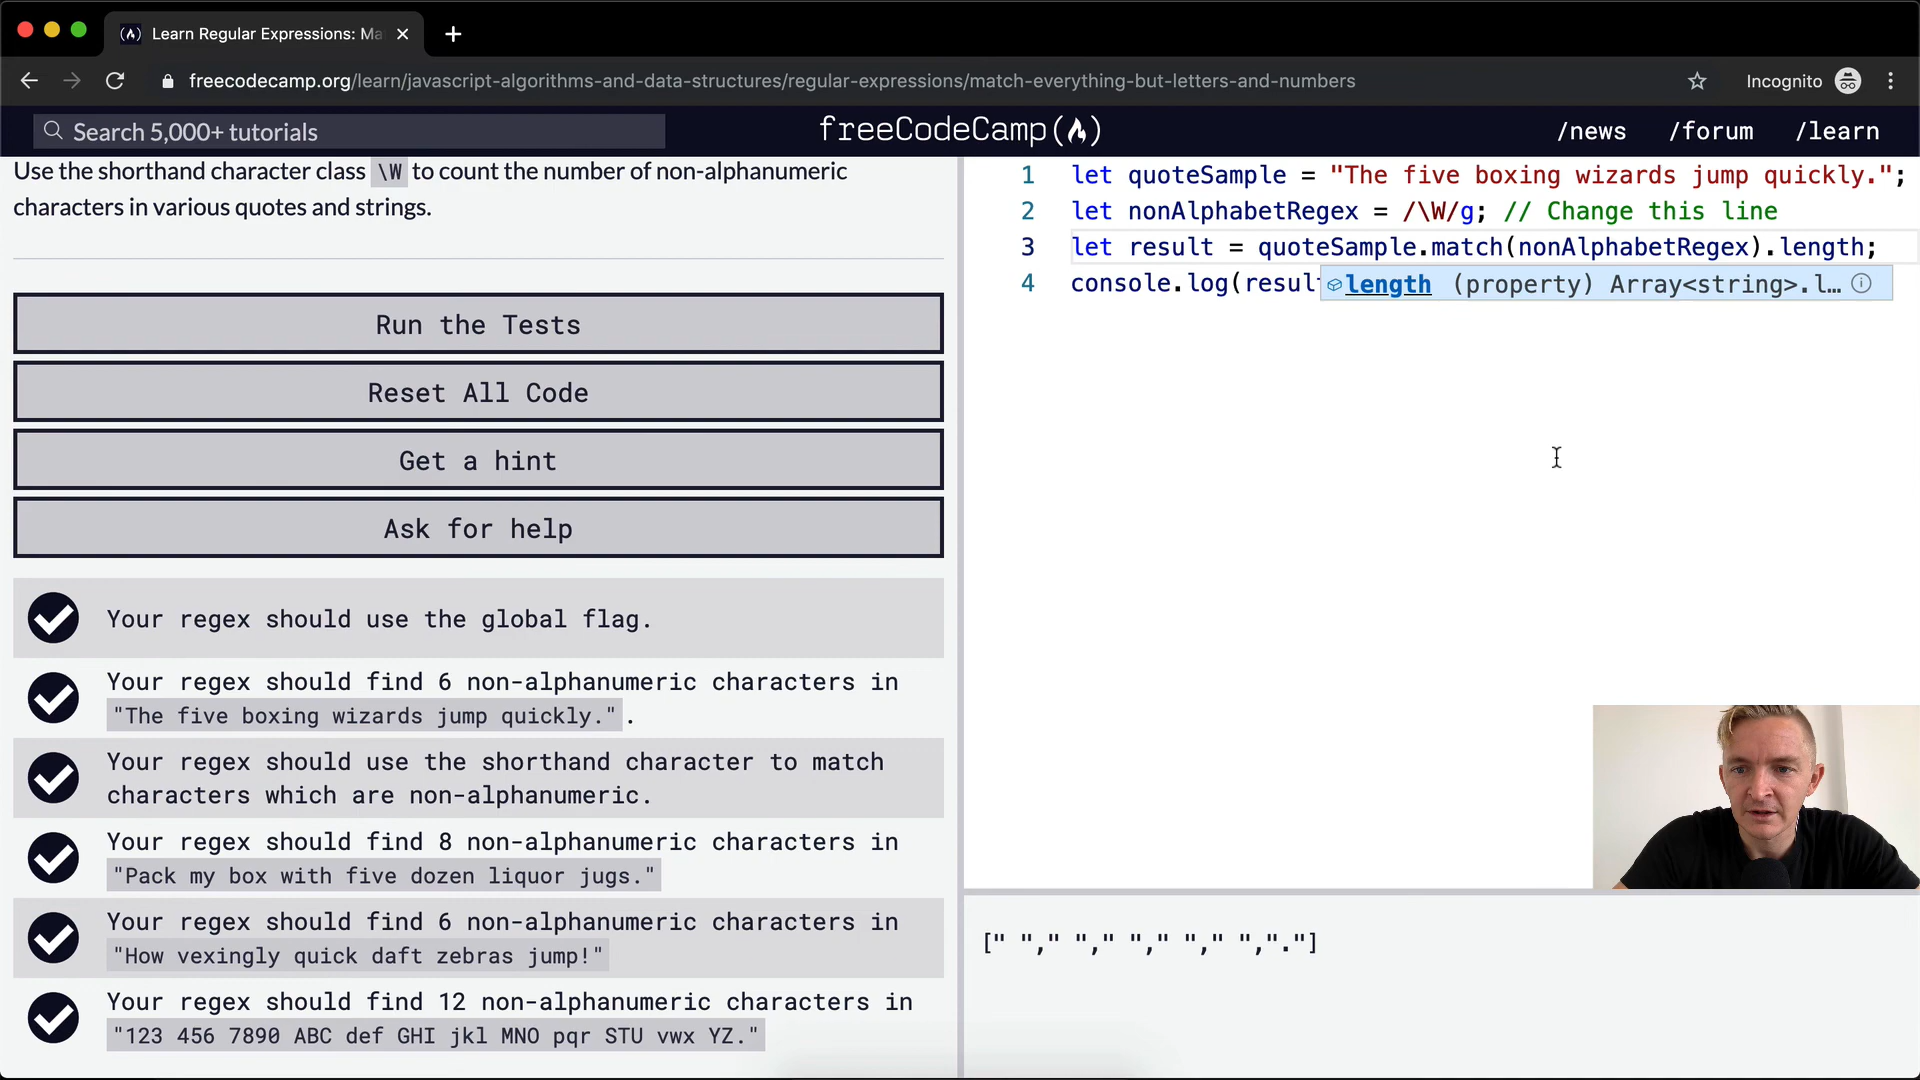 Learn Regular Expressions: Ma
freecodecamp.org/learn/javascript-algorithms-and-data-structures/regular-expressions/match-everything-but-letters-and-numbers
Incognito
Search 5,000+ tutorials
freeCodeCamp
/news
/forum
/learn
Use the shorthand character class \W to count the number of non-alphanumeric
characters in various quotes and strings.
Run the Tests
Reset All Code
Get a hint
Ask for help
Your regex should use the global flag.
Your regex should find 6 non-alphanumeric characters in
"The five boxing wizards jump quickly." .
Your regex should use the shorthand character to match
characters which are non-alphanumeric.
Your regex should find 8 non-alphanumeric characters in
"Pack my box with five dozen liquor jugs."
Your regex should find 6 non-alphanumeric characters in
"How vexingly quick daft zebras jump!"
Your regex should find 12 non-alphanumeric characters in
"123 456 7890 ABC def GHI jkl MNO pqr STU vwx YZ."
1 let quoteSample = "The five boxing wizards jump quickly.";
2 let nonAlphabetRegex = /\W/g; // Change this line
3 let result = quoteSample.match(nonAlphabetRegex).length;
4 console.log(resul
length (property) Array<string>.l…
[" "," "," "," "," ","."]